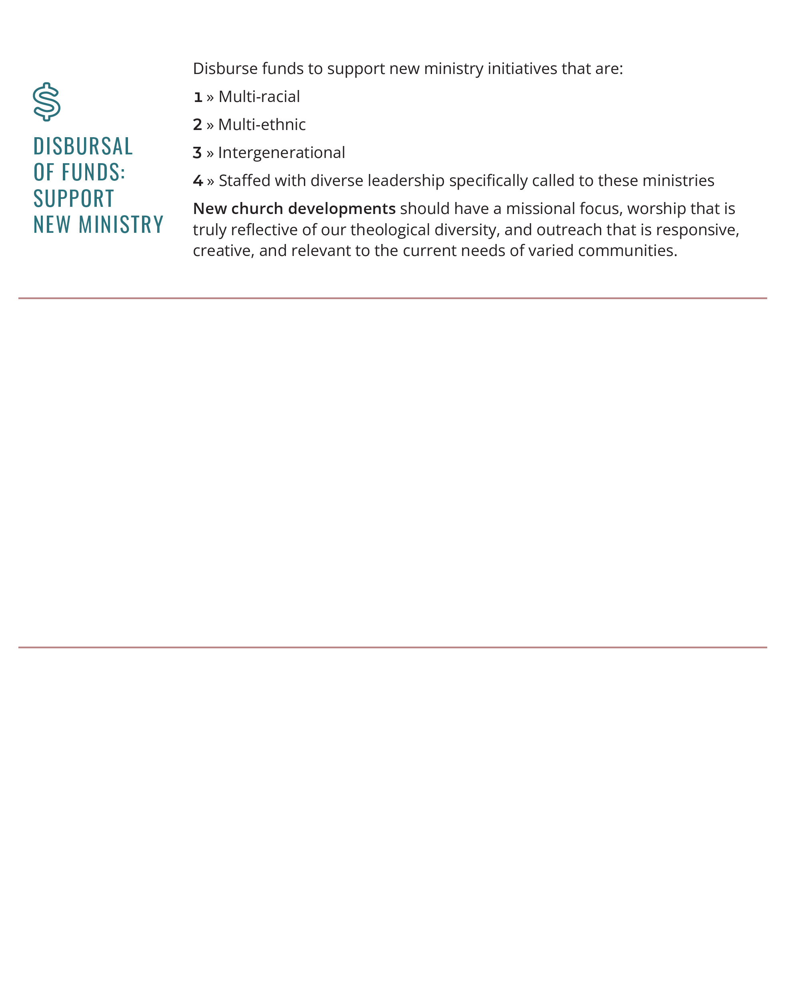 DISBURSAL
OF FUNDS:
SUPPORT
NEW MINISTRY
Disburse funds to support new ministry initiatives that are:
1 » Multi-racial
2 » Multi-ethnic
3 » Intergenerational
4 » Staffed with diverse leadership specifically called to these ministries
New church developments should have a missional focus, worship that is
truly reflective of our theological diversity, and outreach that is responsive,
creative, and relevant to the current needs of varied communities.